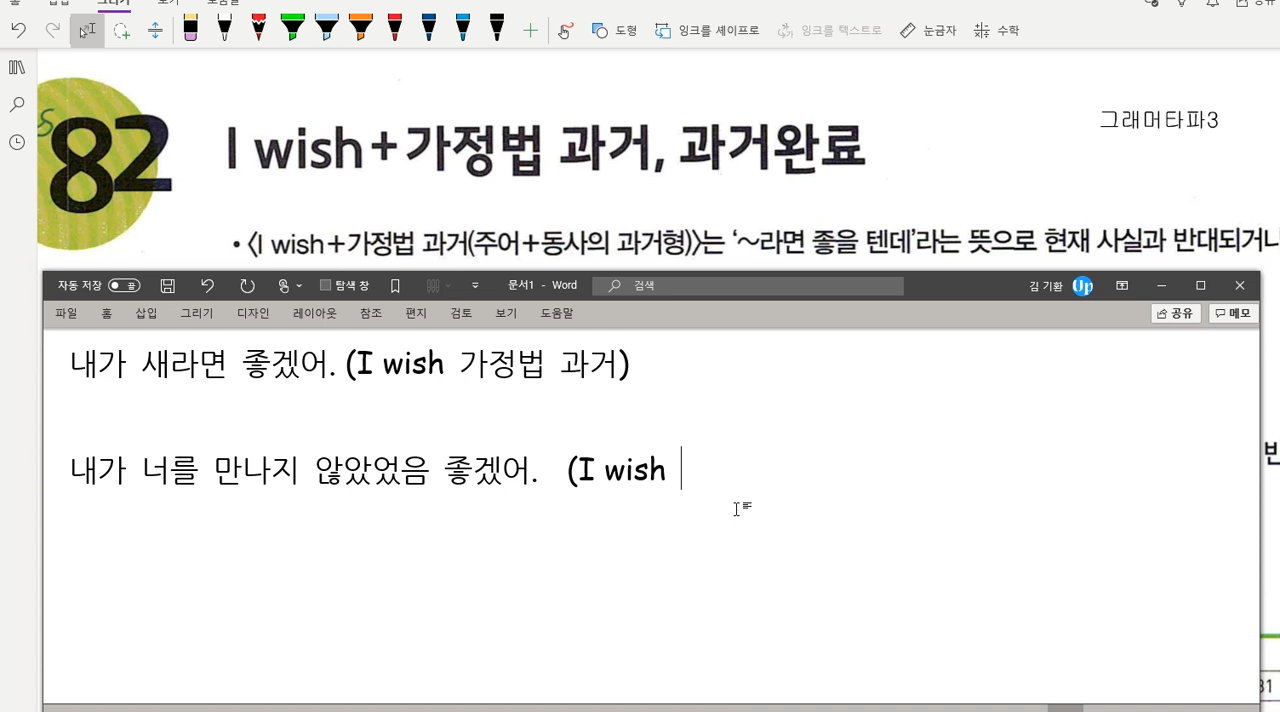 도형
잉크를 셰이프로
잉크를 텍스트로
눈금자
수학
82
I wish+가정법 과거, 과거완료
그래머타파3
• 〈I wish+가정법 과거(주어+동사의 과거형)〉는 ‘~라면 좋을 텐데’라는 뜻으로 현재 사실과 반대되거나
자동 저장
끔
탐색 창
문서1 - Word
검색
김 기환
Up
파일 홈 삽입 그리기 디자인 레이아웃 참조 편지 검토 보기 도움말
공유
메모
내가 새라면 좋겠어. (I wish 가정법 과거)
내가 너를 만나지 않았었음 좋겠어. (I wish